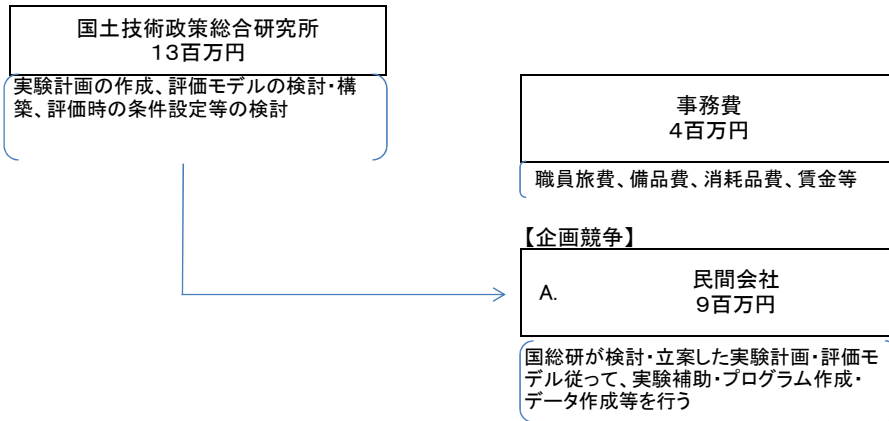 国土技術政策総合研究所
13百万円
実験計画の作成、評価モデルの検討・構
築、評価時の条件設定等の検討
事務費
4百万円
職員旅費、備品費、消耗品費、賃金等
【企画競争】
A.
民間会社
9百万円
国総研が検討・立案した実験計画・評価モ
デル従って、実験補助・プログラム作成・
データ作成等を行う